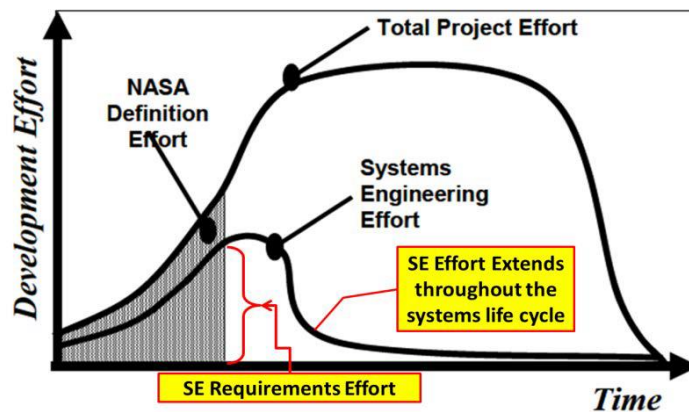 Total Project Effort
NASA
Definition
Effort
Systems
Engineering
Effort
SE Effort Extends
throughout the
systems life cycle
SE Requirements Effort
Development Effort
Time